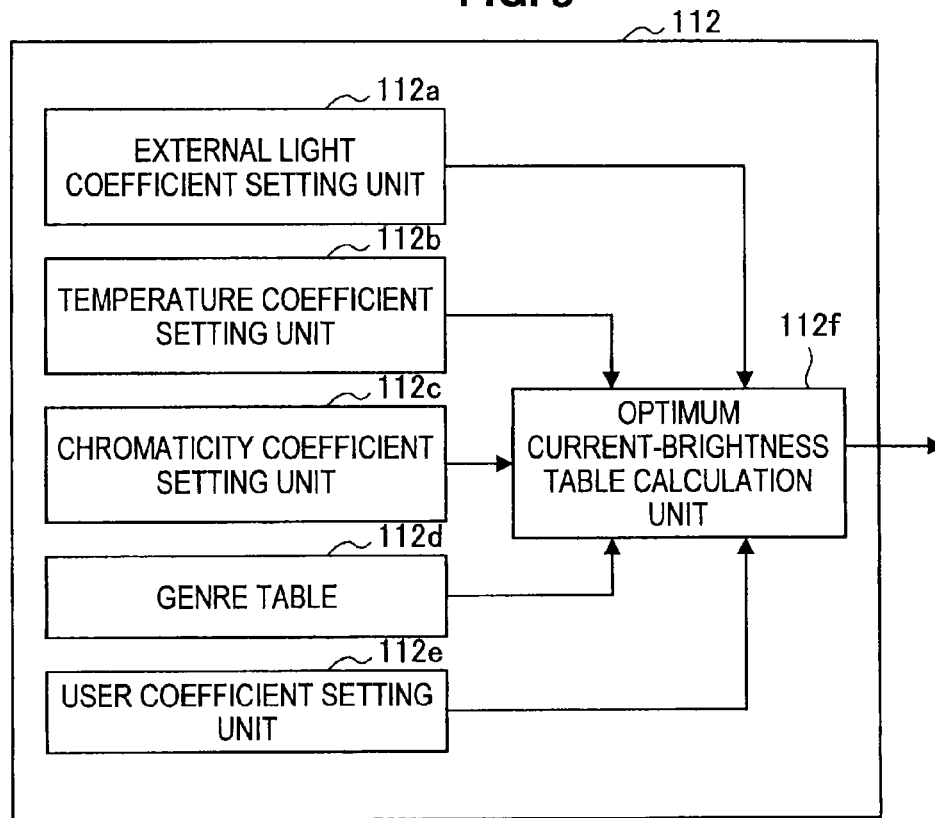 112
112a
EXTERNAL LIGHT
COEFFICIENT SETTING UNIT
112b
TEMPERATURE COEFFICIENT
SETTING UNIT
112c
CHROMATICITY COEFFICIENT
SETTING UNIT
112d
GENRE TABLE
112e
USER COEFFICIENT SETTING
UNIT
112f
OPTIMUM
CURRENT-BRIGHTNESS
TABLE CALCULATION
UNIT